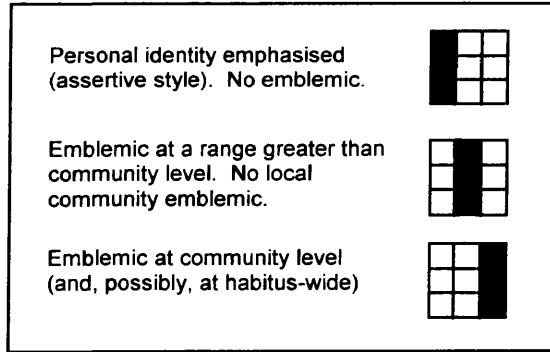 Personal identity emphasised
(assertive style).  No emblemic.
Emblemic at a range greater than
community level.  No local
community emblemic.
Emblemic at community level
(and, possibly, at habitus-wide)